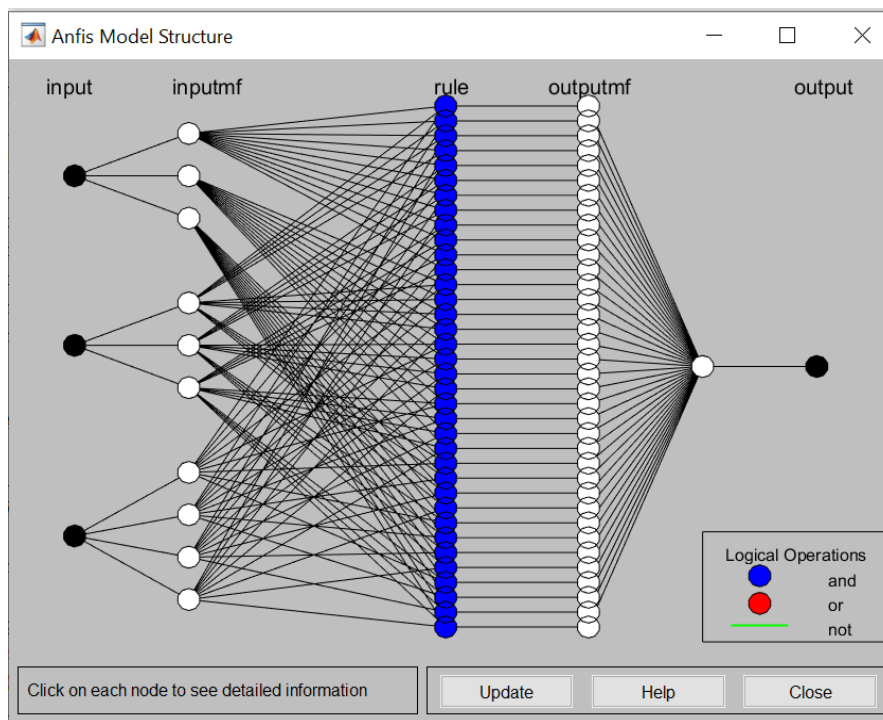 Anfis Model Structure
input inputmf rule outputmf output
Logical Operations
and
or
not
Click on each node to see detailed information
Update Help Close